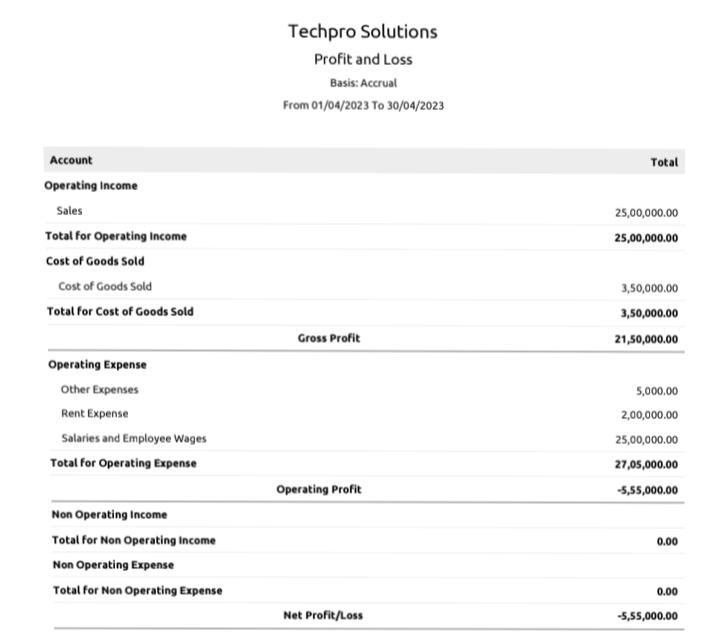 Techpro Solutions
Profit and Loss
Basis: Accrual
From 01/04/2023 To 30/04/2023
Account Total
Operating Income
Sales 25,00,000.00
Total for Operating Income 25,00,000.00
Cost of Goods Sold
Cost of Goods Sold 3,50,000.00
Total for Cost of Goods Sold 3,50,000.00
Gross Profit 21,50,000.00
Operating Expense
Other Expenses 5,000.00
Rent Expense 2,00,000.00
Salaries and Employee Wages 25,00,000.00
Total for Operating Expense 27,05,000.00
Operating Profit -5,55,000.00
Non Operating Income
Total for Non Operating Income 0.00
Non Operating Expense
Total for Non Operating Expense 0.00
Net Profit/Loss -5,55,000.00